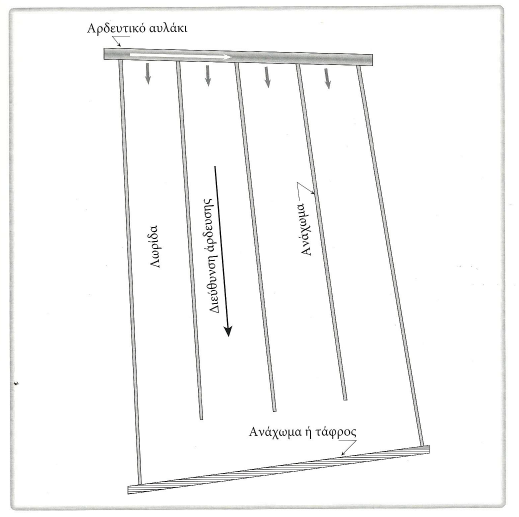 Αρδευτικό αυλάκι
Λωρίδα
Διεύθυνση άρδευσης
Ανάχωμα
Ανάχωμα ή τάφρος